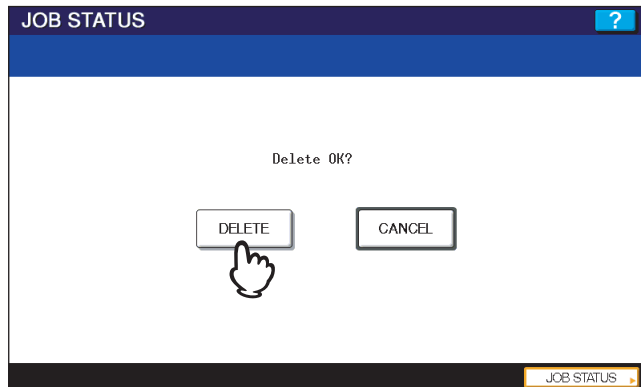 JOB STATUS ?
Delete OK?
DELETE CANCEL
JOB STATUS